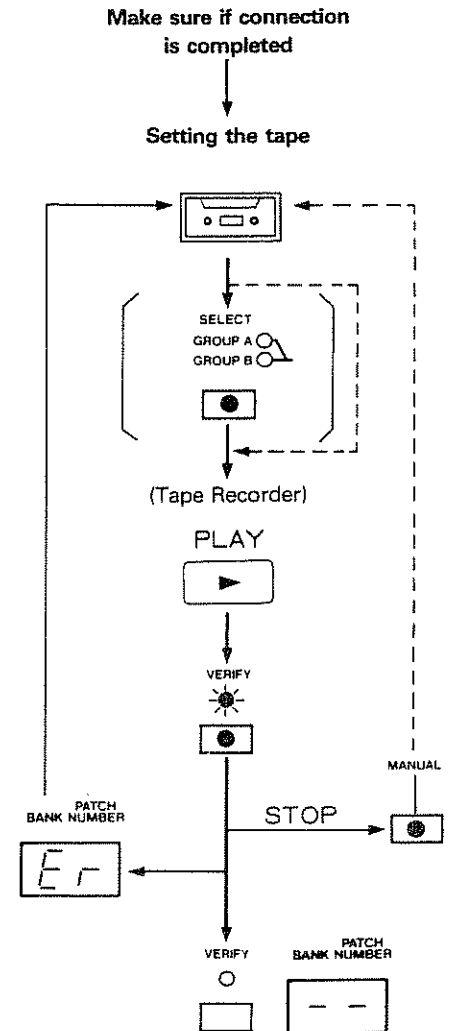 Make sure if connection
is completed
Setting the tape
SELECT
GROUP A
GROUP B
(Tape Recorder)
PLAY
VERIFY
MANUAL
STOP
PATCH
BANK NUMBER
Er
VERIFY
PATCH
BANK NUMBER
- -